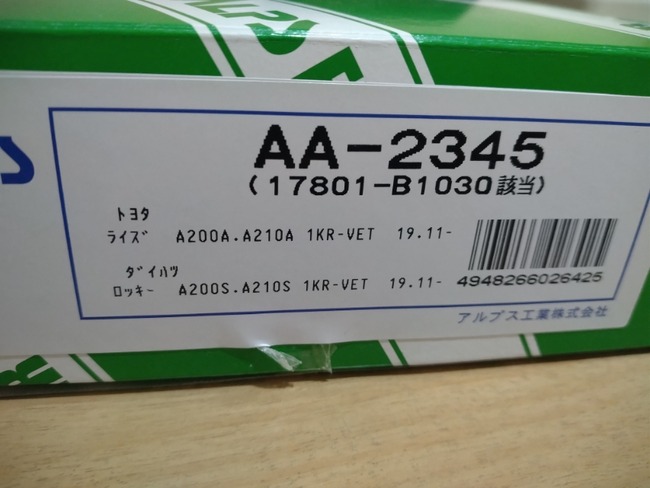 ALPS
S
AA-2345
(17801-B1030該当)
トヨタ
ライズ A200A.A210A 1KR-VET 19.11-
ダイハツ
ロッキー A200S.A210S 1KR-VET 19.11-
4948266026425
アルプス工業株式会社